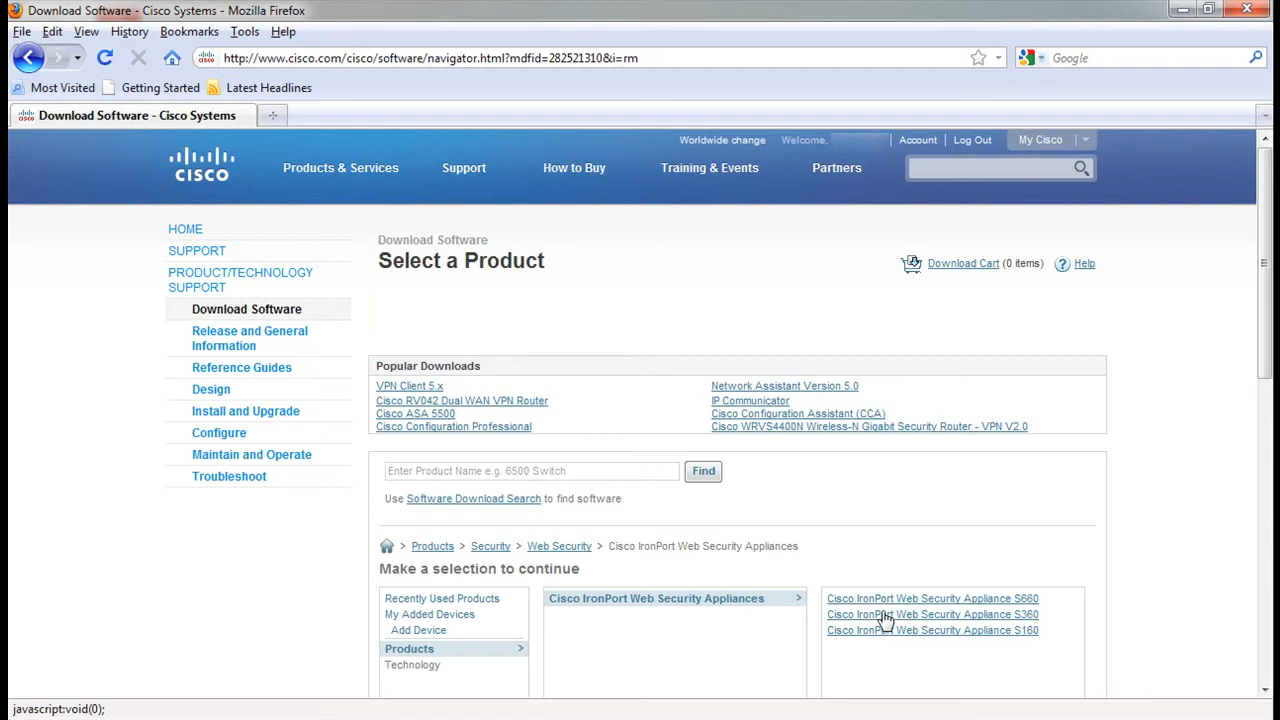 Download Software - Cisco Systems - Mozilla Firefox
File Edit View History Bookmarks Tools Help
http://www.cisco.com/cisco/software/navigator.html?mdfid=282521310&i=rm
Google
Most Visited Getting Started Latest Headlines
Download Software - Cisco Systems
Worldwide change Welcome, Account Log Out My Cisco
CISCO
Products & Services Support How to Buy Training & Events Partners
HOME
SUPPORT
PRODUCT/TECHNOLOGY
SUPPORT
Download Software
Release and General
Information
Reference Guides
Design
Install and Upgrade
Configure
Maintain and Operate
Troubleshoot
Download Software
Select a Product
Download Cart (0 items) ? Help
Popular Downloads
VPN Client 5.x
Cisco RV042 Dual WAN VPN Router
Cisco ASA 5500
Cisco Configuration Professional
Network Assistant Version 5.0
IP Communicator
Cisco Configuration Assistant (CCA)
Cisco WRVS4400N Wireless-N Gigabit Security Router - VPN V2.0
Enter Product Name e.g. 6500 Switch Find
Use Software Download Search to find software
> Products > Security > Web Security > Cisco IronPort Web Security Appliances
Make a selection to continue
Recently Used Products
My Added Devices
Add Device
Products >
Technology
Cisco IronPort Web Security Appliances >
Cisco IronPort Web Security Appliance S660
Cisco IronPort Web Security Appliance S360
Cisco IronPort Web Security Appliance S160
javascript:void(0);